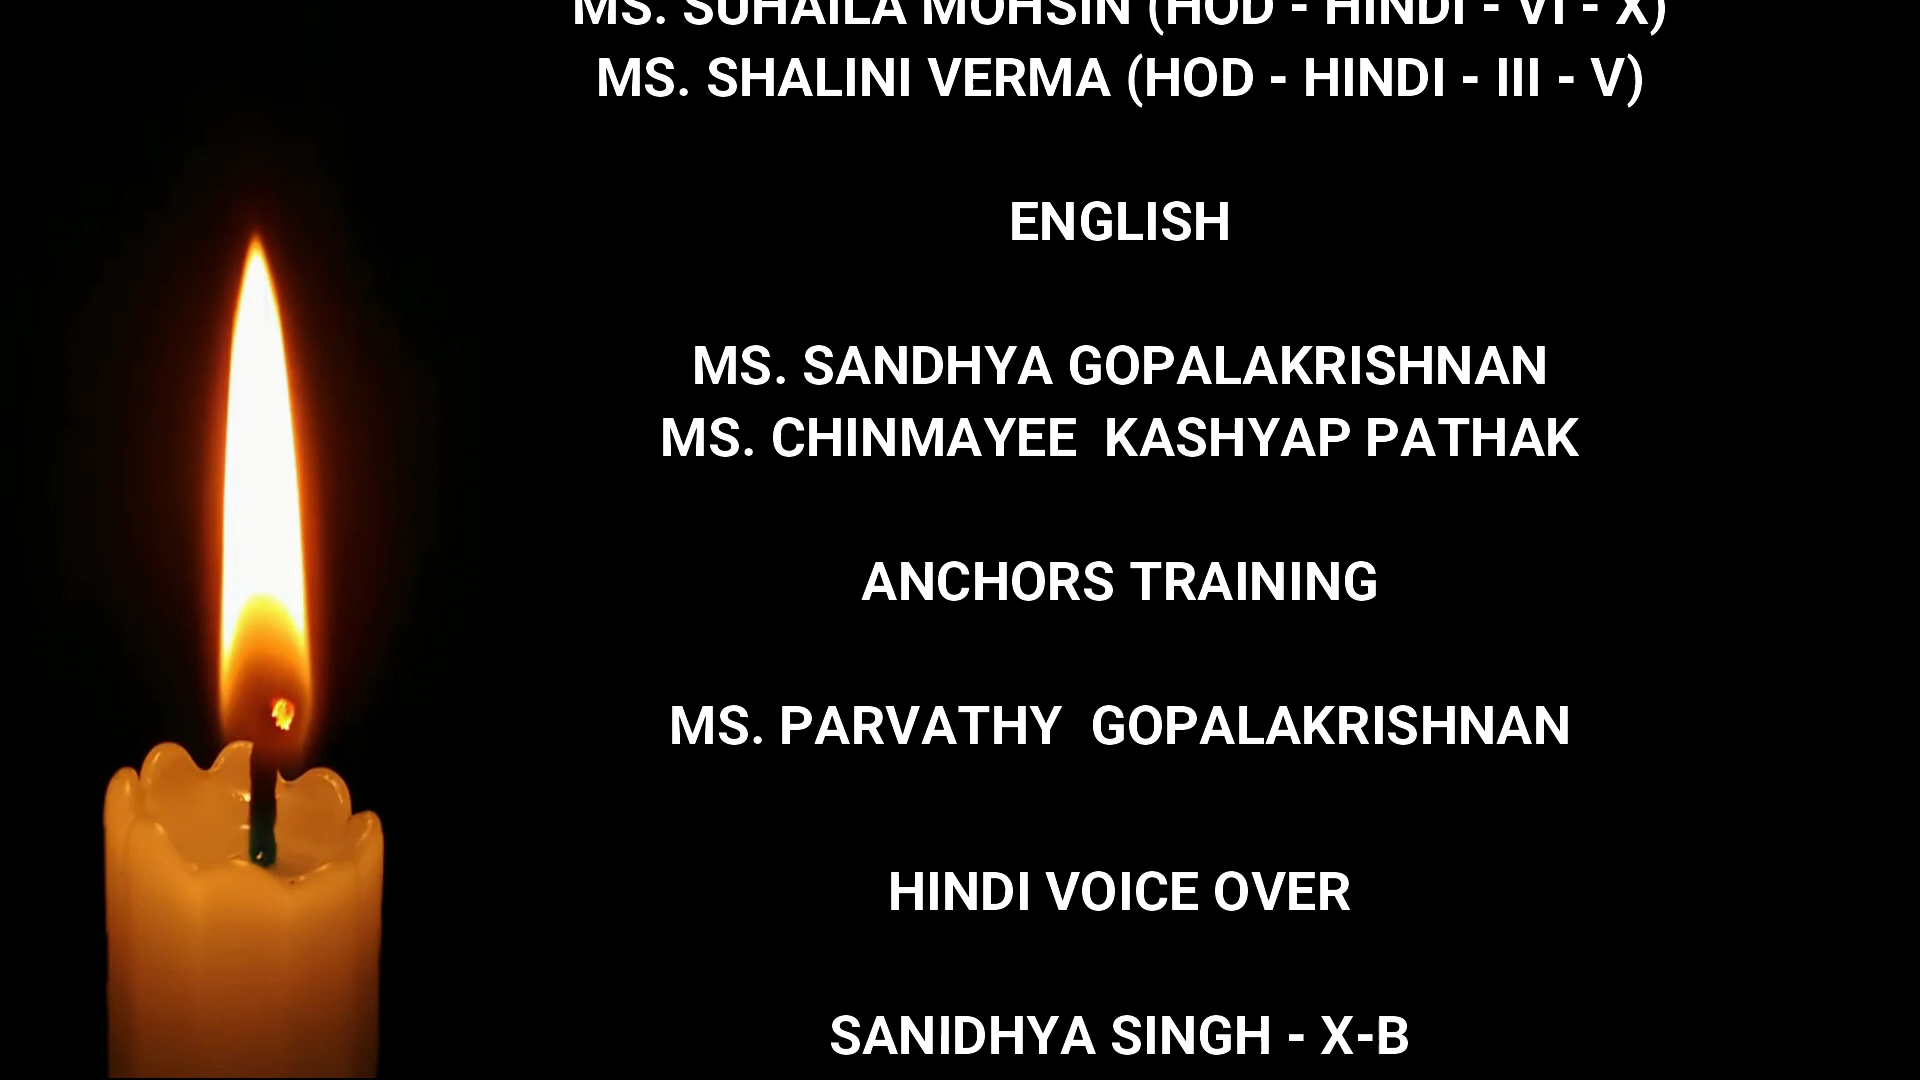 MS. SUHAILA MOHSIN (HOD - HINDI - VI - X)
MS. SHALINI VERMA (HOD - HINDI - III - V)
ENGLISH
MS. SANDHYA GOPALAKRISHNAN
MS. CHINMAYEE  KASHYAP PATHAK
ANCHORS TRAINING
MS. PARVATHY  GOPALAKRISHNAN
HINDI VOICE OVER
SANIDHYA SINGH - X-B